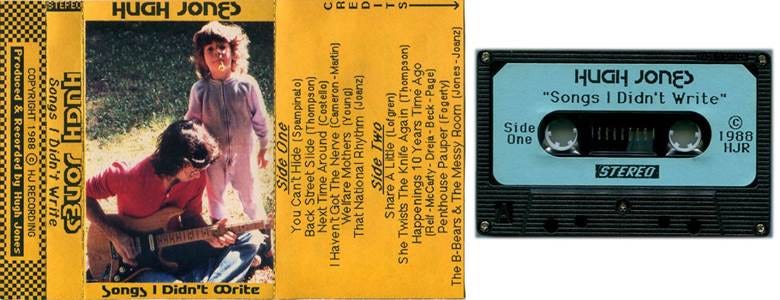 STEREO
HUGH JONES
Songs I Didn't Write
COPYRIGHT 1988 © HJ RECORDING
Produced & Recorded by Hugh Jones
HUGH JONES
Songs I Didn't Write
CREDITS
Side One
You Can't Hide (Spampinato)
Back Street Slide (Thompson)
Next Time Around (Costello)
I Haven't Got The Nerve (Cameron - Martin)
Welfare Mothers (Young)
That National Rhythm (Joanz)
Side Two
Share A Little (Lofgren)
She Twists The Knife Again (Thompson)
Happenings 10 Years Time Ago
(Relf - McCarty - Dreja - Beck - Page)
Penthouse Pauper (Fogerty)
The B-Bears & The Messy Room (Jones - Joanz)
HUGH JONES
"Songs I Didn't Write"
Side One
© 1988 HJR
STEREO
A